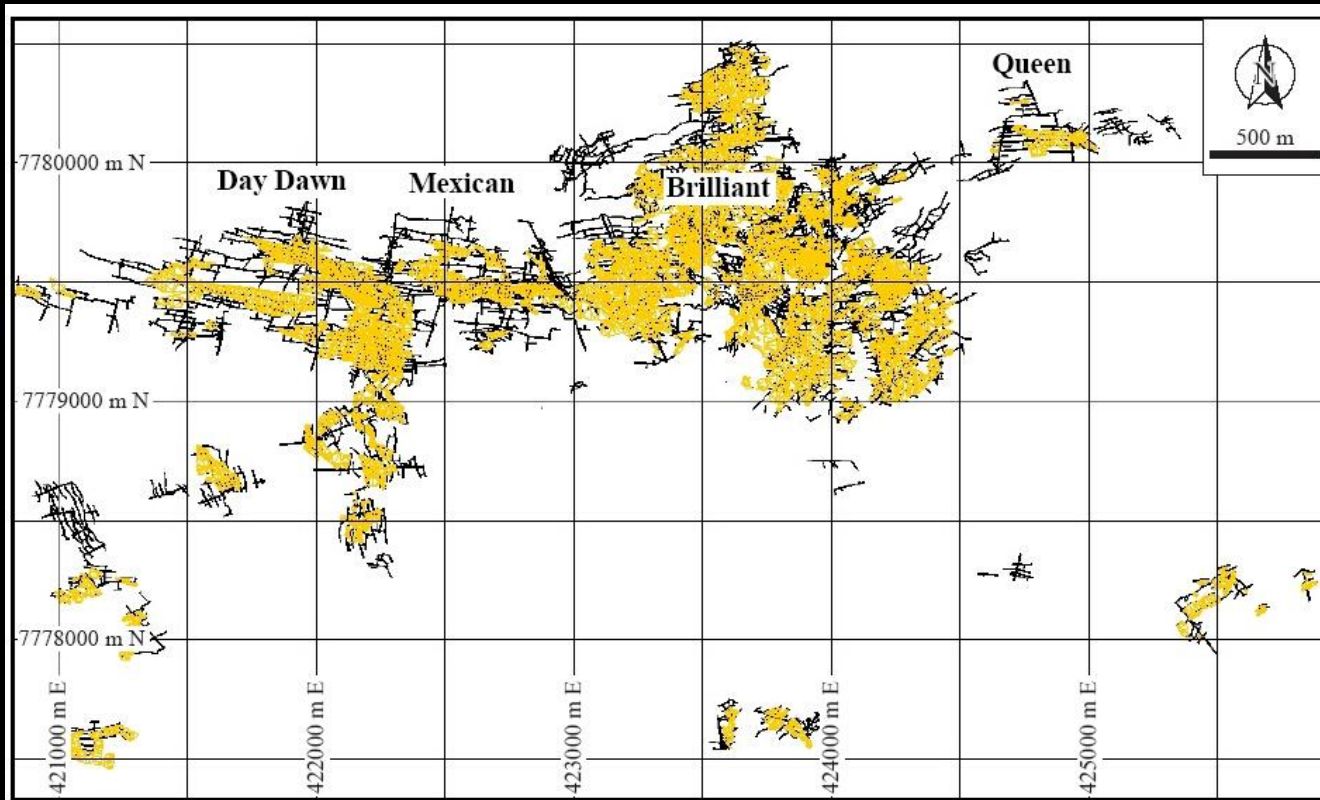 Queen
N
500 m
7780000 m N
Day Dawn
Mexican
Brilliant
7779000 m N
7778000 m N
421000 m E
422000 m E
423000 m E
424000 m E
425000 m E